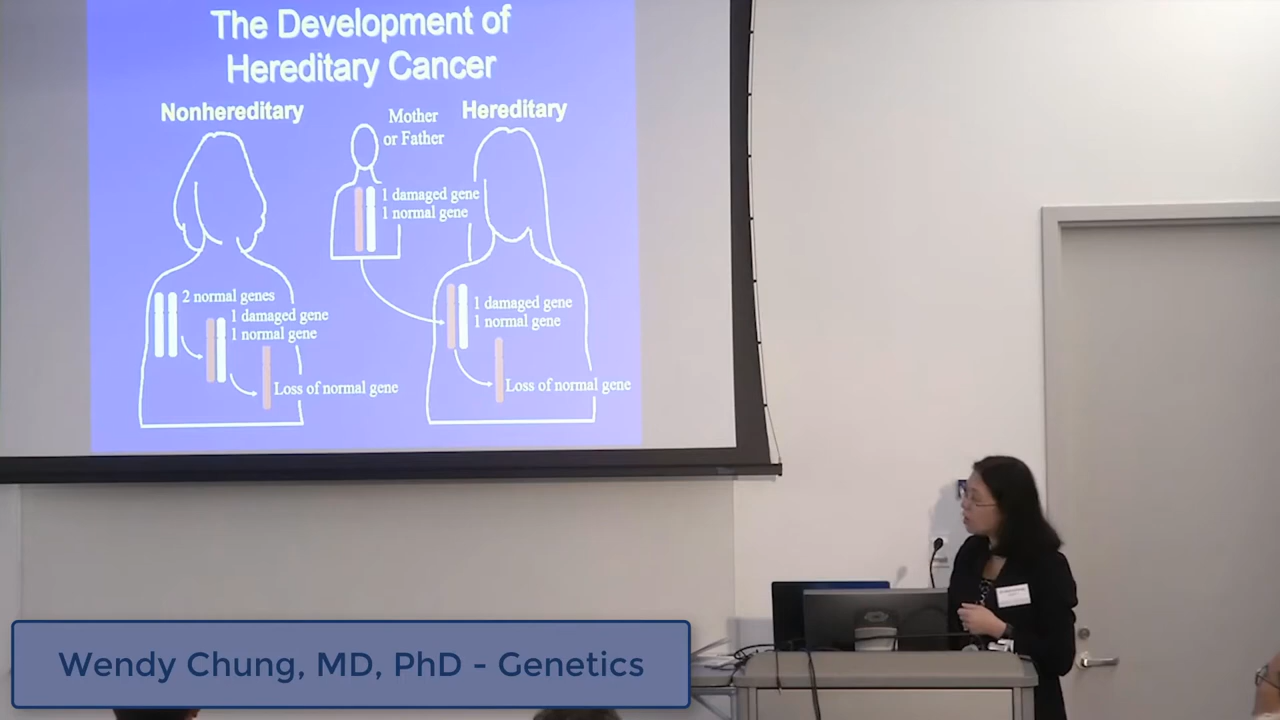 The Development of
Hereditary Cancer
Nonhereditary
Mother
or Father
Hereditary
1 damaged gene
1 normal gene
2 normal genes
1 damaged gene
1 normal gene
Loss of normal gene
1 damaged gene
1 normal gene
Loss of normal gene
Wendy Chung, MD, PhD - Genetics